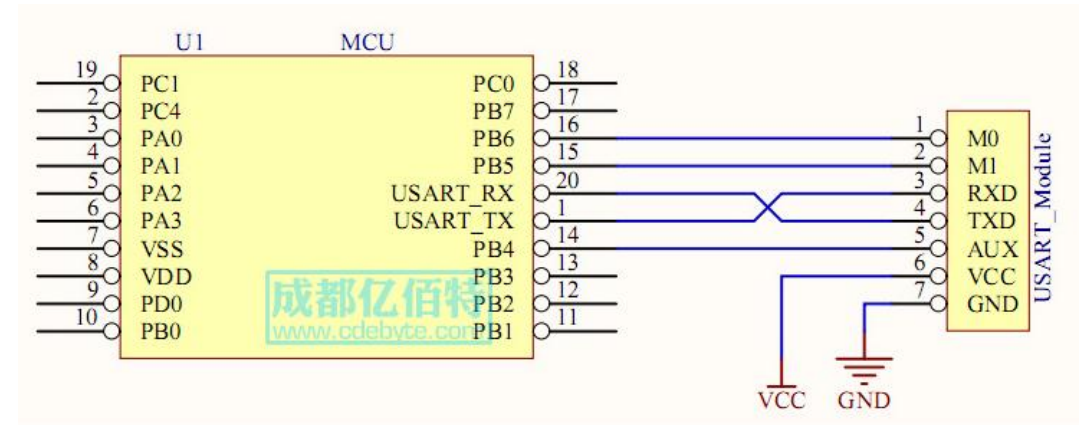 U1 MCU
19 PC1 PC0 18
2 PC4 PB7 17
3 PA0 PB6 16
4 PA1 PB5 15
5 PA2 USART_RX 20
6 PA3 USART_TX 1
7 VSS PB4 14
8 VDD PB3 13
9 PD0 PB2 12
10 PB0 PB1 11
成都亿佰特
www.cdebyte.com
1 M0
2 M1
3 RXD
4 TXD
5 AUX
6 VCC
7 GND
USART_Module
VCC GND